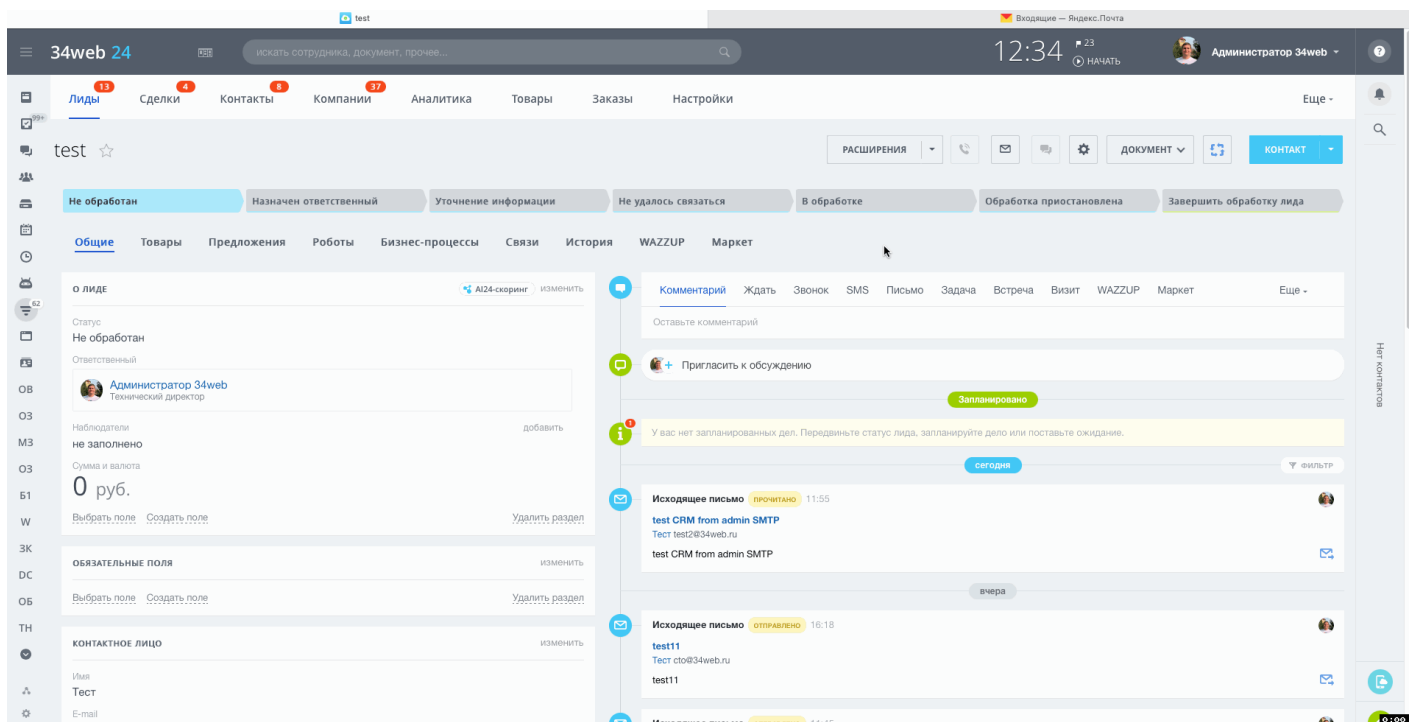 test
Входящие — Яндекс.Почта
34web 24
искать сотрудника, документ, прочее...
12:34
23
НАЧАТЬ
Администратор 34web
?
13
4
8
37
Лиды
Сделки
Контакты
Компании
Аналитика
Товары
Заказы
Настройки
Еще
99+
test
РАСШИРЕНИЯ
ДОКУМЕНТ
КОНТАКТ
Не обработан
Назначен ответственный
Уточнение информации
Не удалось связаться
В обработке
Обработка приостановлена
Завершить обработку лида
Общие
Товары
Предложения
Роботы
Бизнес-процессы
Связи
История
WAZZUP
Маркет
О ЛИДЕ
AI24-скоринг
изменить
Статус
Не обработан
Ответственный
Администратор 34web
Технический директор
Наблюдатели
добавить
не заполнено
Сумма и валюта
0 руб.
Выбрать поле
Создать поле
Удалить раздел
ОБЯЗАТЕЛЬНЫЕ ПОЛЯ
изменить
Выбрать поле
Создать поле
Удалить раздел
КОНТАКТНОЕ ЛИЦО
изменить
Имя
Тест
E-mail
62
ОВ
ОЗ
МЗ
ОЗ
Б1
W
ЗК
DC
ОБ
ТН
Комментарий
Ждать
Звонок
SMS
Письмо
Задача
Встреча
Визит
WAZZUP
Маркет
Еще
Оставьте комментарий
Пригласить к обсуждению
Запланировано
1
У вас нет запланированных дел. Передвиньте статус лида, запланируйте дело или поставьте ожидание.
сегодня
ФИЛЬТР
Исходящее письмо ПРОЧИТАНО 11:55
test CRM from admin SMTP
Тест test2@34web.ru
test CRM from admin SMTP
вчера
Исходящее письмо ОТПРАВЛЕНО 16:18
test11
Тест cto@34web.ru
test11
Нет контактов
0:00